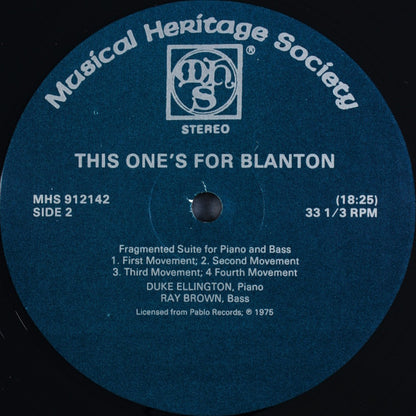 Musical Heritage Society
MHS
®
STEREO
THIS ONE'S FOR BLANTON
MHS 912142
SIDE 2
(18:25)
33 1/3 RPM
Fragmented Suite for Piano and Bass
1. First Movement; 2. Second Movement
3. Third Movement; 4 Fourth Movement
DUKE ELLINGTON, Piano
RAY BROWN, Bass
Licensed from Pablo Records; ℗ 1975